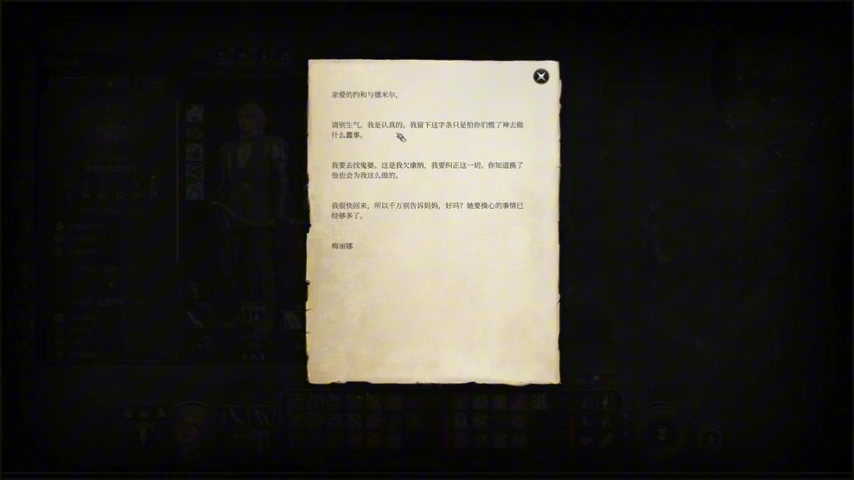 亲爱的约和与德米尔,
请别生气。我是认真的。我留下这字条只是怕你们慌了神去做
什么蠢事。
我要去找鬼婆。这是我欠康纳,我要纠正这一切。你知道换了
他也会为我这么做的。
我很快回来,所以千万别告诉妈妈,好吗?她要操心的事情已
经够多了。
梅丽娜